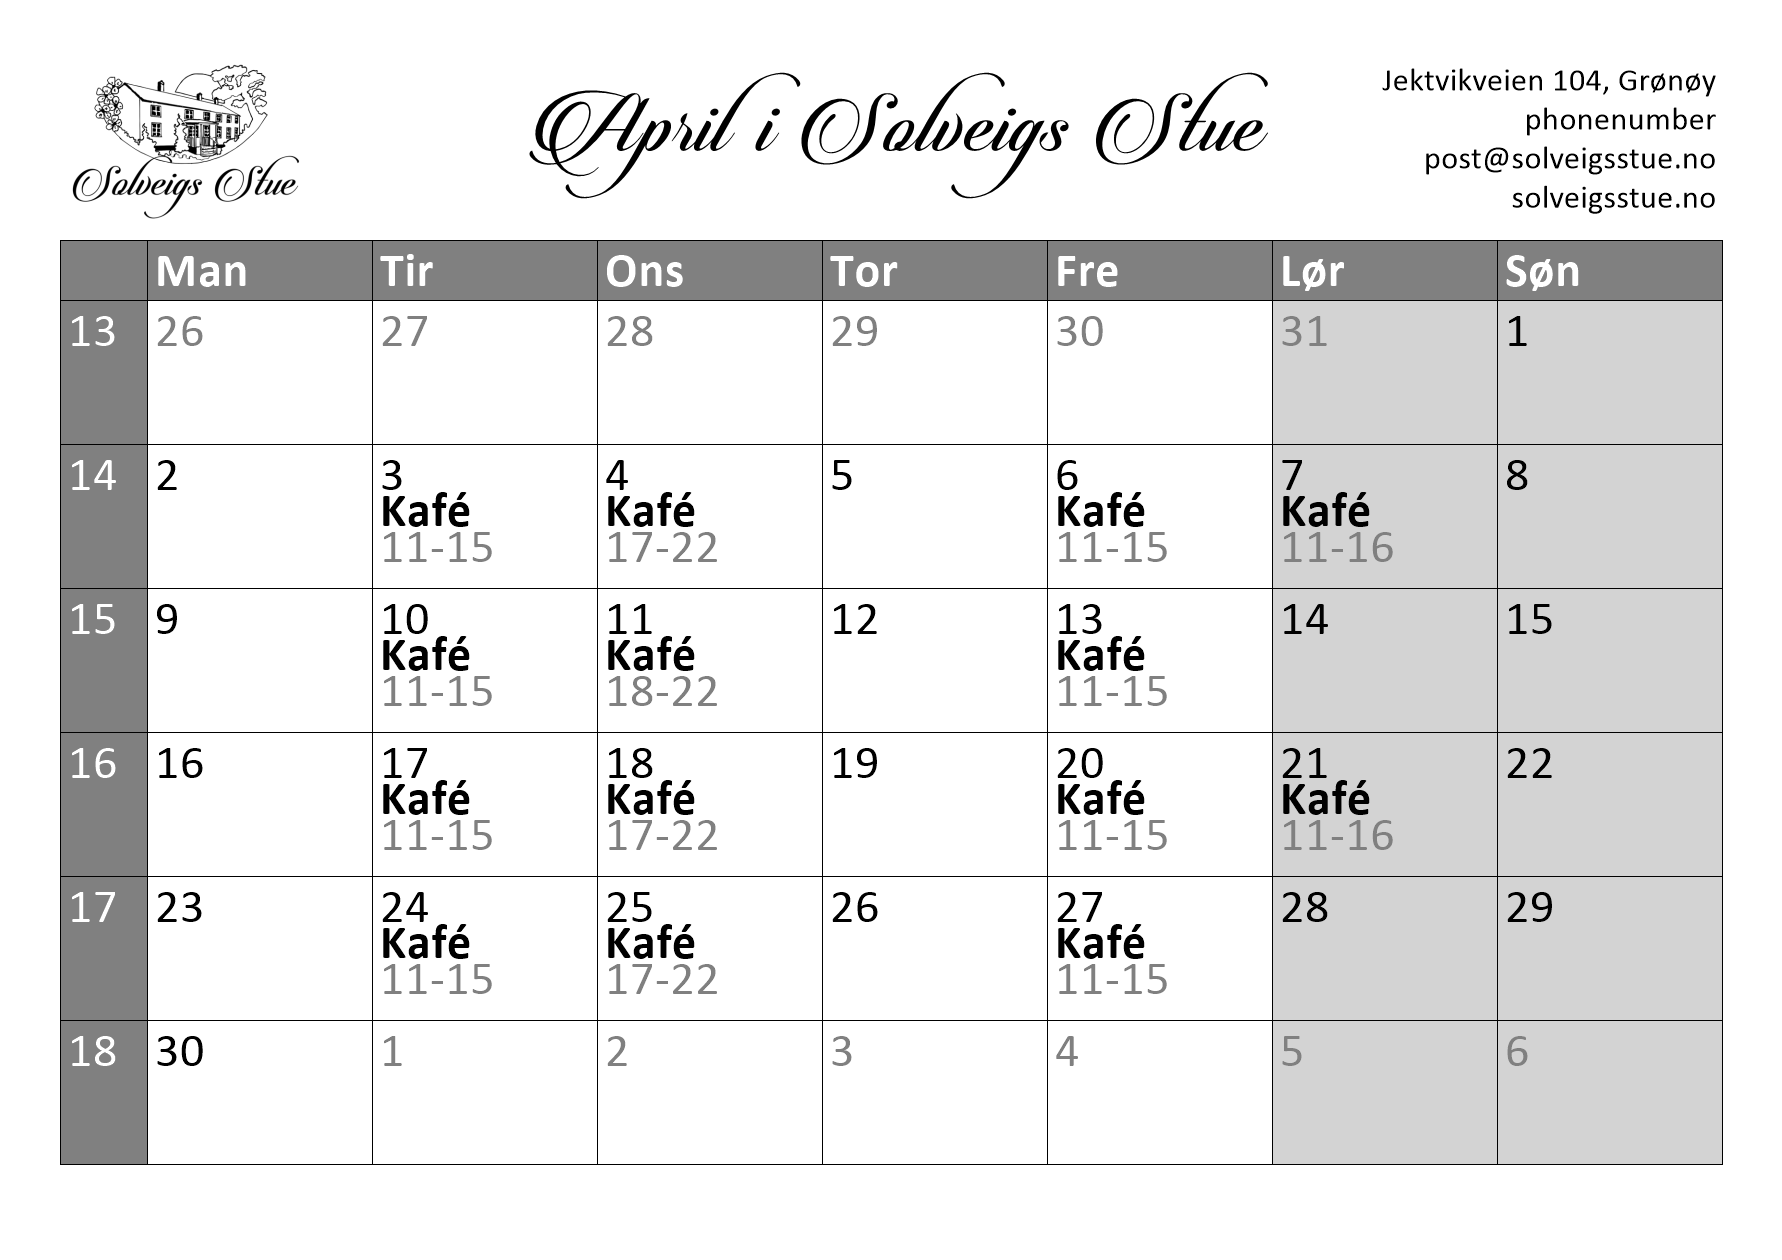 Solveigs Stue
April i Solveigs Stue
Jektvikveien 104, Grønøy
phonenumber
post@solveigsstue.no
solveigsstue.no
Man Tir Ons Tor Fre Lør Søn
13 26 27 28 29 30 31 1
14 2 3 4 5 6 7 8
Kafé Kafé Kafé Kafé
11-15 17-22 11-15 11-16
15 9 10 11 12 13 14 15
Kafé Kafé Kafé
11-15 18-22 11-15
16 16 17 18 19 20 21 22
Kafé Kafé Kafé Kafé
11-15 17-22 11-15 11-16
17 23 24 25 26 27 28 29
Kafé Kafé Kafé
11-15 17-22 11-15
18 30 1 2 3 4 5 6